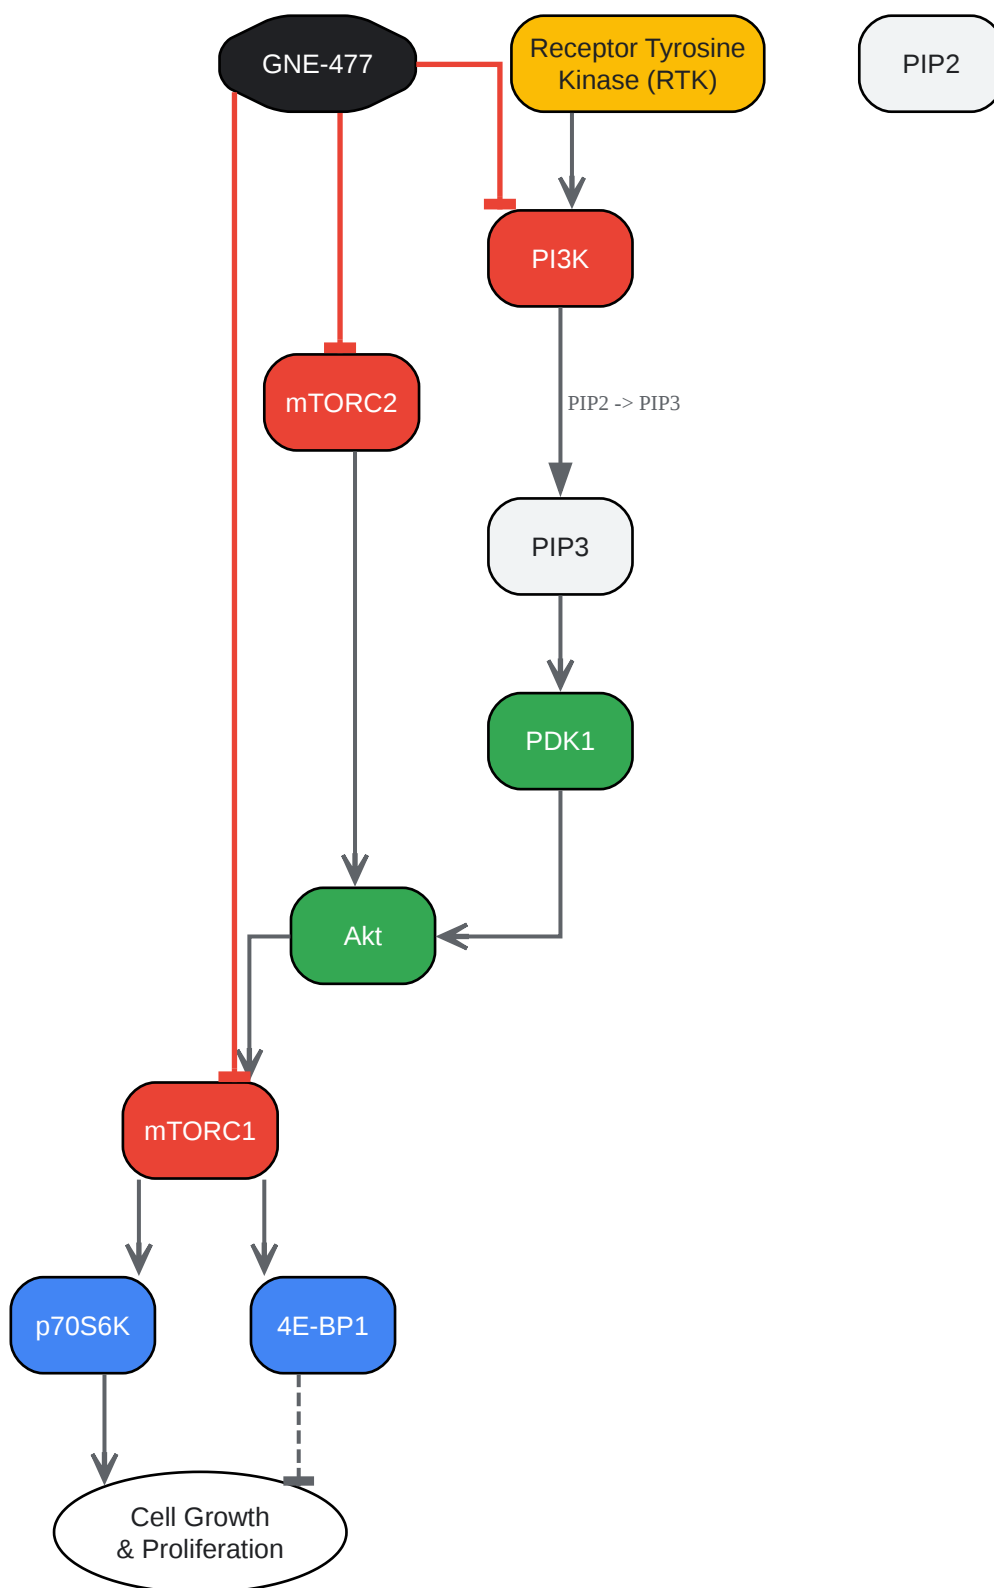 GNE-477
Receptor Tyrosine
Kinase (RTK)
PIP2
PI3K
mTORC2
PIP2 -> PIP3
PIP3
PDK1
Akt
mTORC1
p70S6K
4E-BP1
Cell Growth
& Proliferation